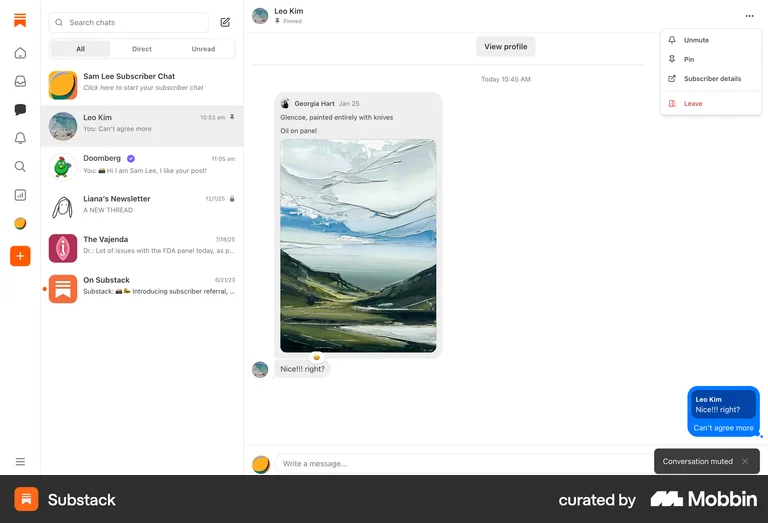 Search chats
All
Direct
Unread
Sam Lee Subscriber Chat
Click here to start your subscriber chat
Leo Kim
10:53 am
You: Can't agree more
Doomberg
11:05 am
You: 📷 Hi I am Sam Lee, I like your post!
Liana's Newsletter
12/7/25
A NEW THREAD
The Vajenda
7/18/25
Dr.: Lot of issues with the FDA panel today, as p...
On Substack
6/21/23
Substack: 📷 Introducing subscriber referral, ...
Leo Kim
Pinned
View profile
Today 10:45 AM
Georgia Hart Jan 25
Glencoe, painted entirely with knives
Oil on panel
Nice!!! right?
Leo Kim
Nice!!! right?
Can't agree more
Write a message...
Unmute
Pin
Subscriber details
Leave
Conversation muted
Substack
curated by
Mobbin